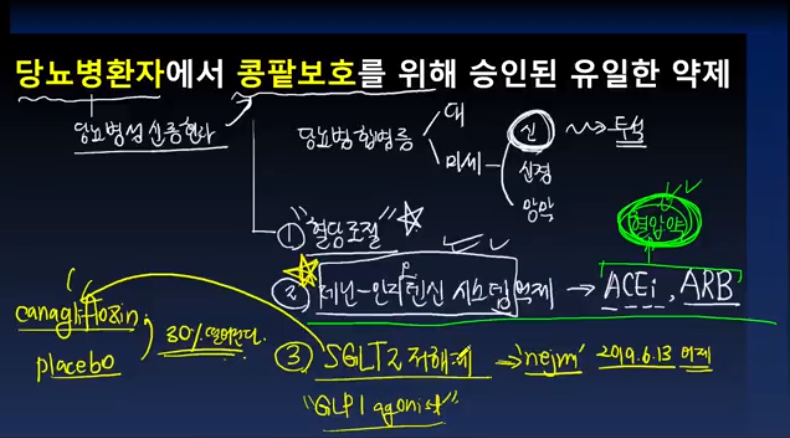 당뇨병환자에서 콩팥보호를 위해 승인된 유일한 약제
당뇨병성 신증환자
당뇨병합병증
대
미세
신 → 투석
신경
망막
① "혈당조절"
② 레닌-안지오텐신 시스템 억제 → ACEi, ARB
혈압약
③ SGLT2 저해제 → 'nejm' 2019.6.13 어제
"GLP1 agonist"
canagliflozin
placebo
30% 떨어진다.